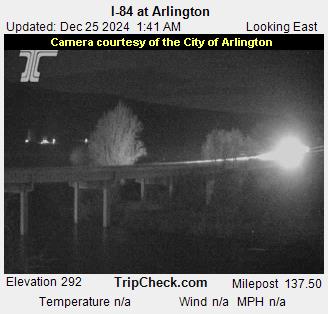 I-84 at Arlington
Updated: Dec 25 2024 1:41 AM Looking East
Camera courtesy of the City of Arlington
Elevation 292 TripCheck.com Milepost 137.50
Temperature n/a Wind n/a MPH n/a